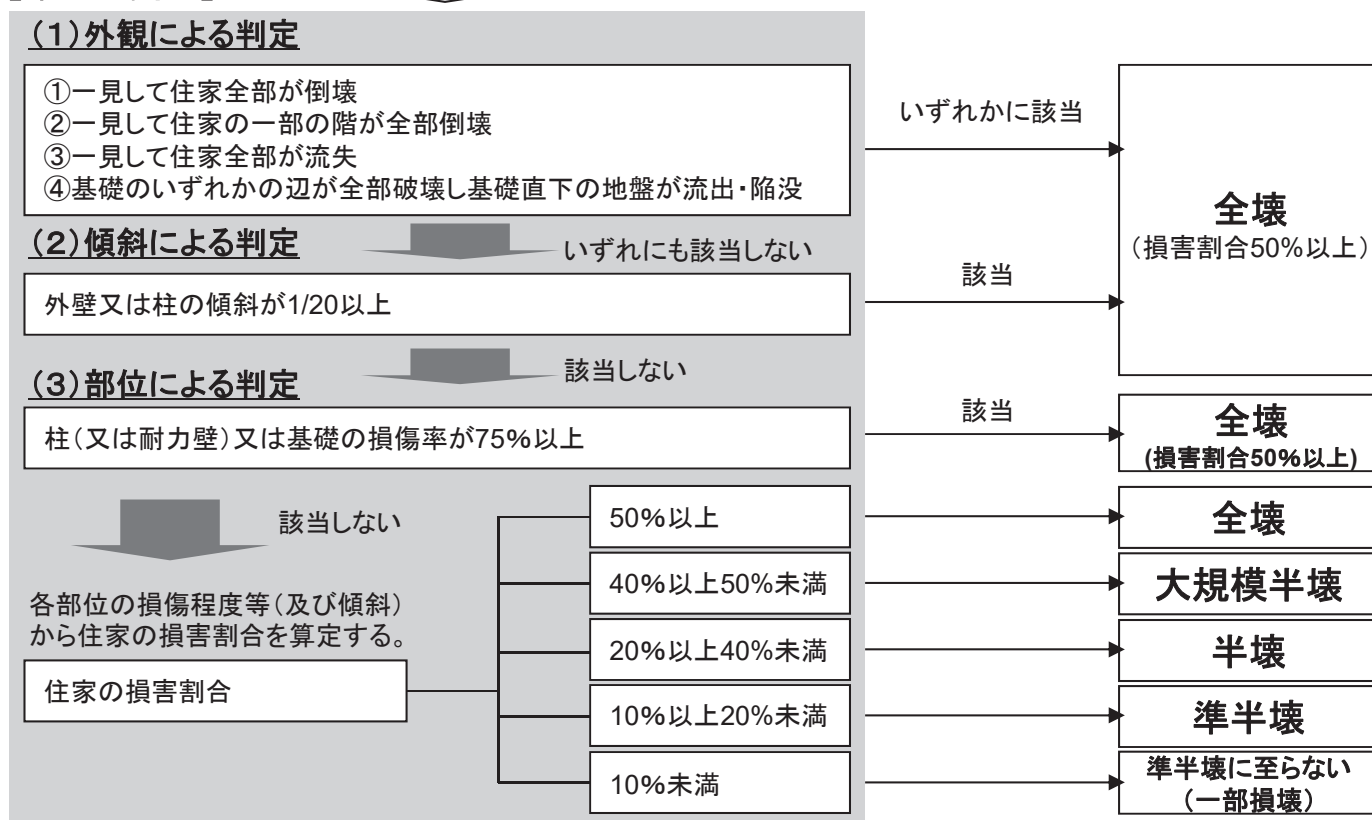 (1)外観による判定
①一見して住家全部が倒壊
②一見して住家の一部の階が全部倒壊
③一見して住家全部が流失
④基礎のいずれかの辺が全部破壊し基礎直下の地盤が流出・陥没
いずれかに該当
全壊
(損害割合50%以上)
いずれにも該当しない
(2)傾斜による判定
外壁又は柱の傾斜が1/20以上
該当
該当しない
(3)部位による判定
柱(又は耐力壁)又は基礎の損傷率が75%以上
該当
全壊
(損害割合50%以上)
該当しない
各部位の損傷程度等(及び傾斜)
から住家の損害割合を算定する。
住家の損害割合
50%以上
全壊
40%以上50%未満
大規模半壊
20%以上40%未満
半壊
10%以上20%未満
準半壊
10%未満
準半壊に至らない
(一部損壊)